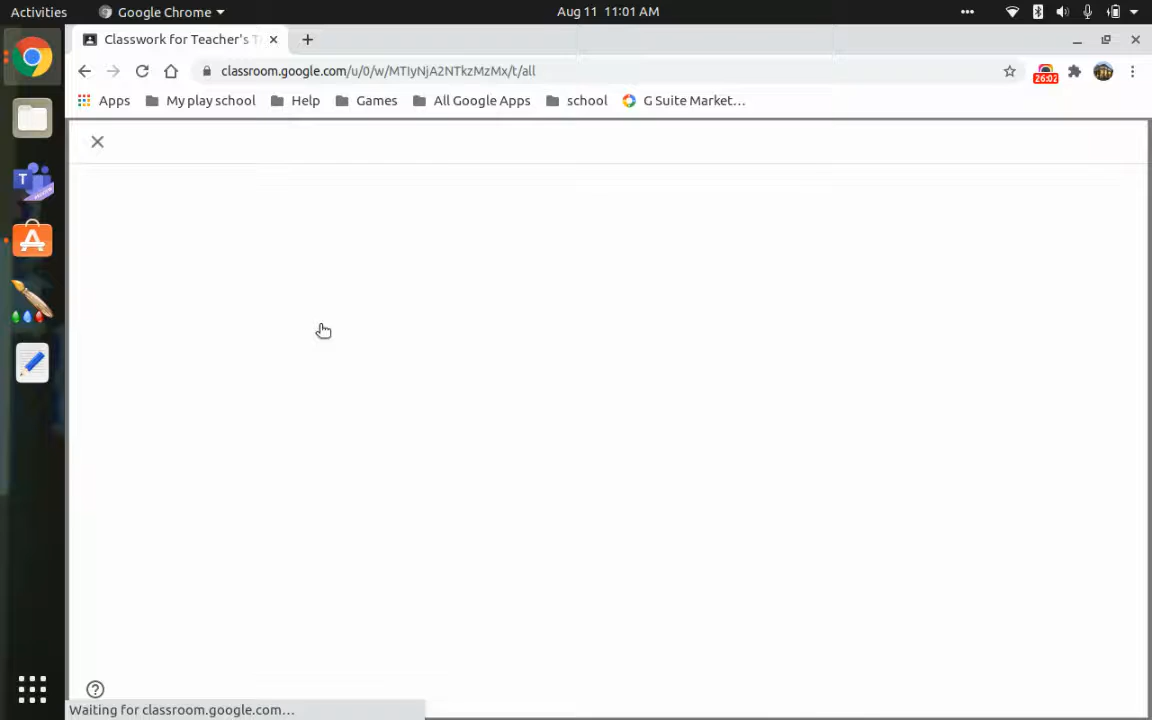 Activities
Google Chrome
Aug 11 11:01 AM
Classwork for Teacher's T
classroom.google.com/u/0/w/MTIyNjA2NTkzMzMx/t/all
26:02
Apps
My play school
Help
Games
All Google Apps
school
G Suite Market...
T
Waiting for classroom.google.com...